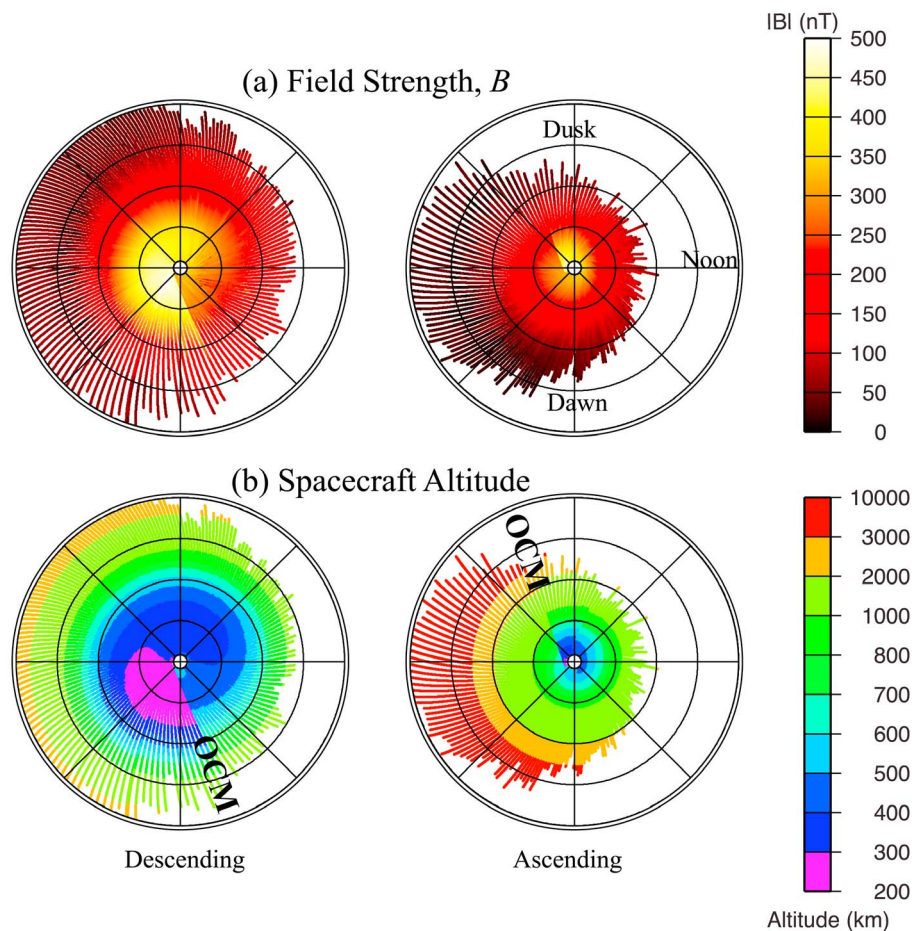 |B| (nT)
(a) Field Strength, B
500
400
350
300
250
200
150
100
50
0
Dusk
Noon
Dawn
(b) Spacecraft Altitude
10000
3000
2000
1000
800
700
600
500
400
300
200
OCM
OCM
Descending
Ascending
Altitude (km)